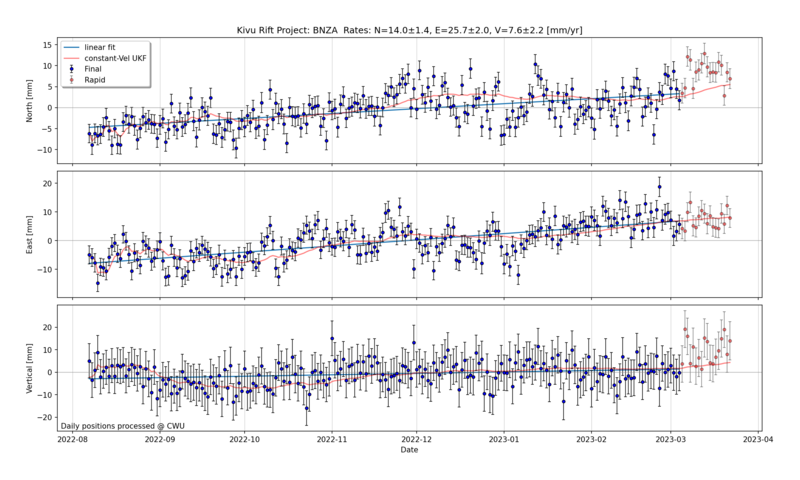 Kivu Rift Project: BNZA  Rates: N=14.0±1.4, E=25.7±2.0, V=7.6±2.2 [mm/yr]
linear fit
constant-Vel UKF
Final
Rapid
North [mm]
15
10
5
0
−5
−10
East [mm]
20
10
0
−10
Vertical [mm]
20
10
0
−10
−20
Daily positions processed @ CWU
2022-08
2022-09
2022-10
2022-11
2022-12
2023-01
2023-02
2023-03
2023-04
Date